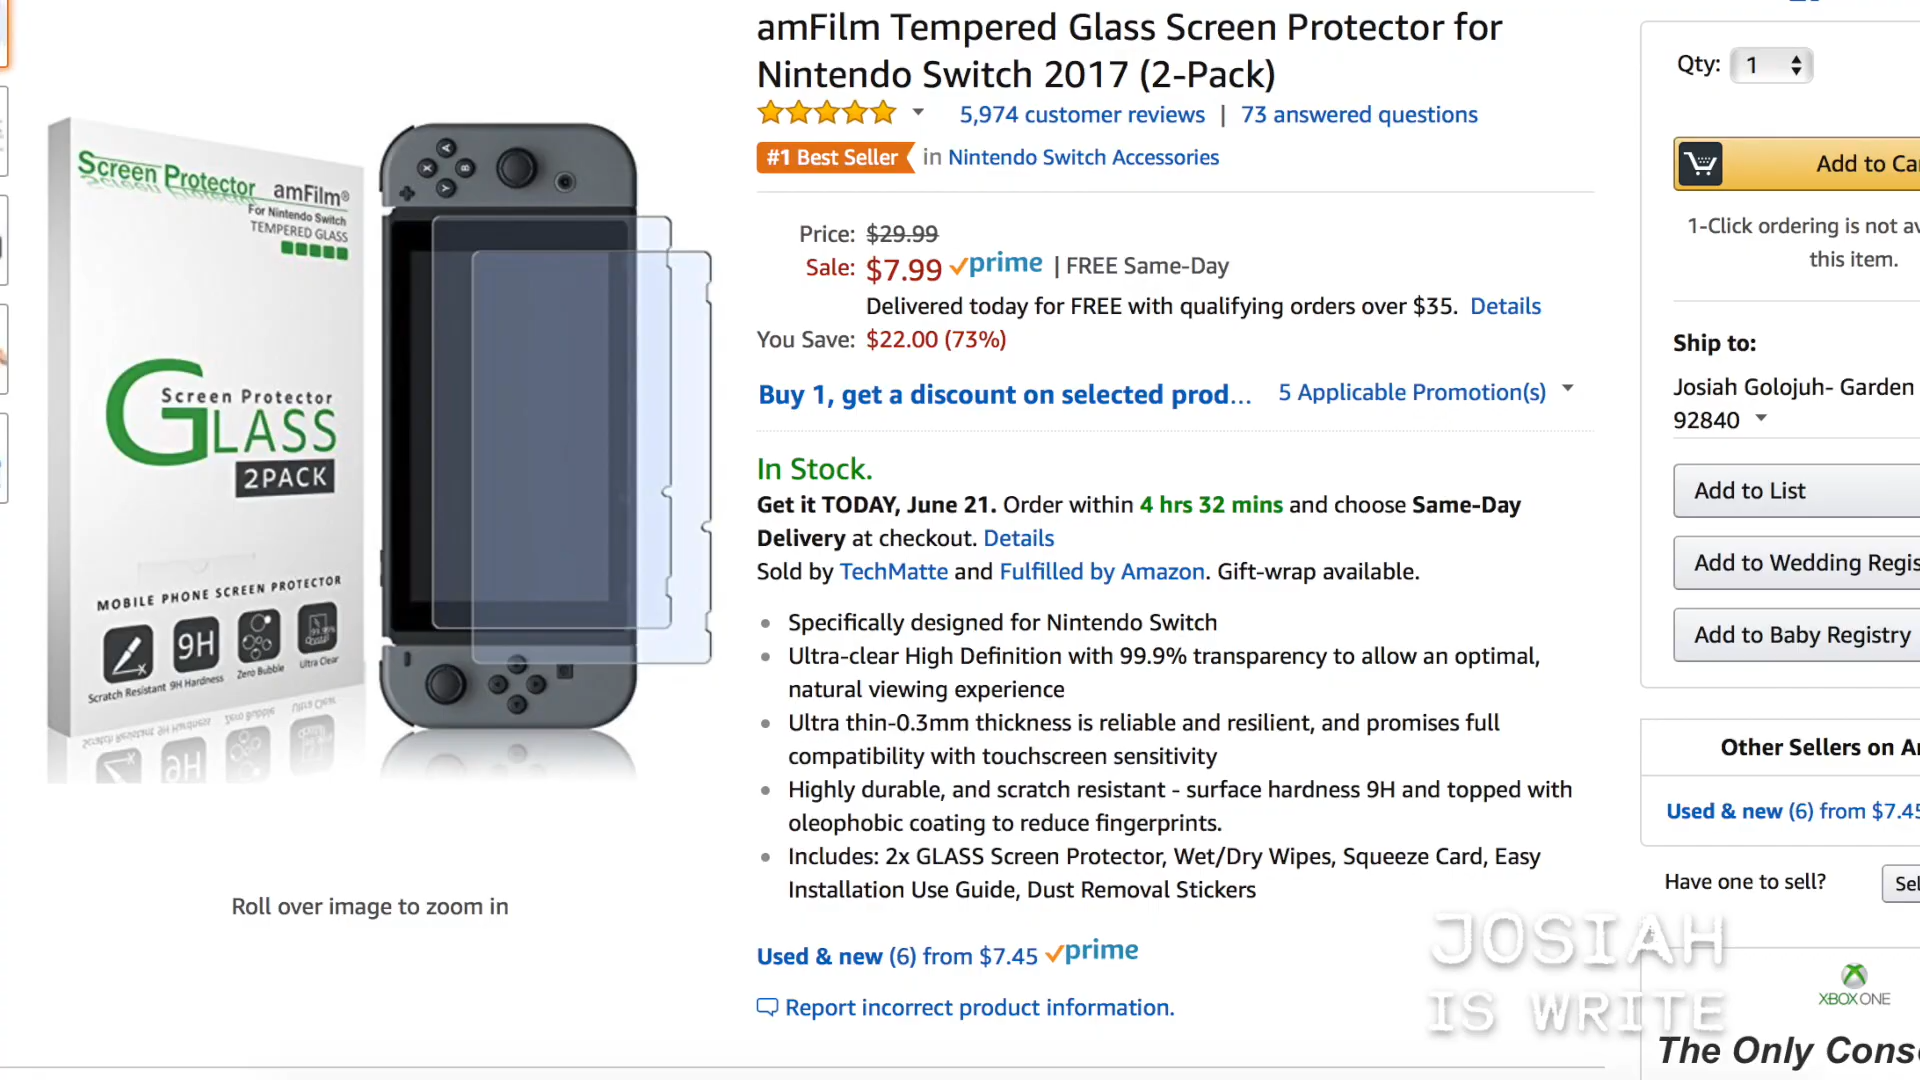 amFilm Tempered Glass Screen Protector for
Nintendo Switch 2017 (2-Pack)
5,974 customer reviews | 73 answered questions
#1 Best Seller in Nintendo Switch Accessories
Price: $29.99
Sale: $7.99 prime | FREE Same-Day
Delivered today for FREE with qualifying orders over $35. Details
You Save: $22.00 (73%)
Buy 1, get a discount on selected prod... 5 Applicable Promotion(s)
In Stock.
Get it TODAY, June 21. Order within 4 hrs 32 mins and choose Same-Day
Delivery at checkout. Details
Sold by TechMatte and Fulfilled by Amazon. Gift-wrap available.
Specifically designed for Nintendo Switch
Ultra-clear High Definition with 99.9% transparency to allow an optimal,
natural viewing experience
Ultra thin-0.3mm thickness is reliable and resilient, and promises full
compatibility with touchscreen sensitivity
Highly durable, and scratch resistant - surface hardness 9H and topped with
oleophobic coating to reduce fingerprints.
Includes: 2x GLASS Screen Protector, Wet/Dry Wipes, Squeeze Card, Easy
Installation Use Guide, Dust Removal Stickers
Used & new (6) from $7.45 prime
Report incorrect product information.
Screen Protector amFilm®
For Nintendo Switch
TEMPERED GLASS
Screen Protector
GLASS
2PACK
MOBILE PHONE SCREEN PROTECTOR
9H
Scratch Resistant 9H Hardness Zero Bubble Ultra Clear
A
X B
Y
Roll over image to zoom in
Qty: 1
Add to Ca
1-Click ordering is not av
this item.
Ship to:
Josiah Golojuh- Garden
92840
Add to List
Add to Wedding Regis
Add to Baby Registry
Other Sellers on A
Used & new (6) from $7.45
Have one to sell? Sel
JOSIAH
IS WRITE
XBOX ONE
The Only Conso